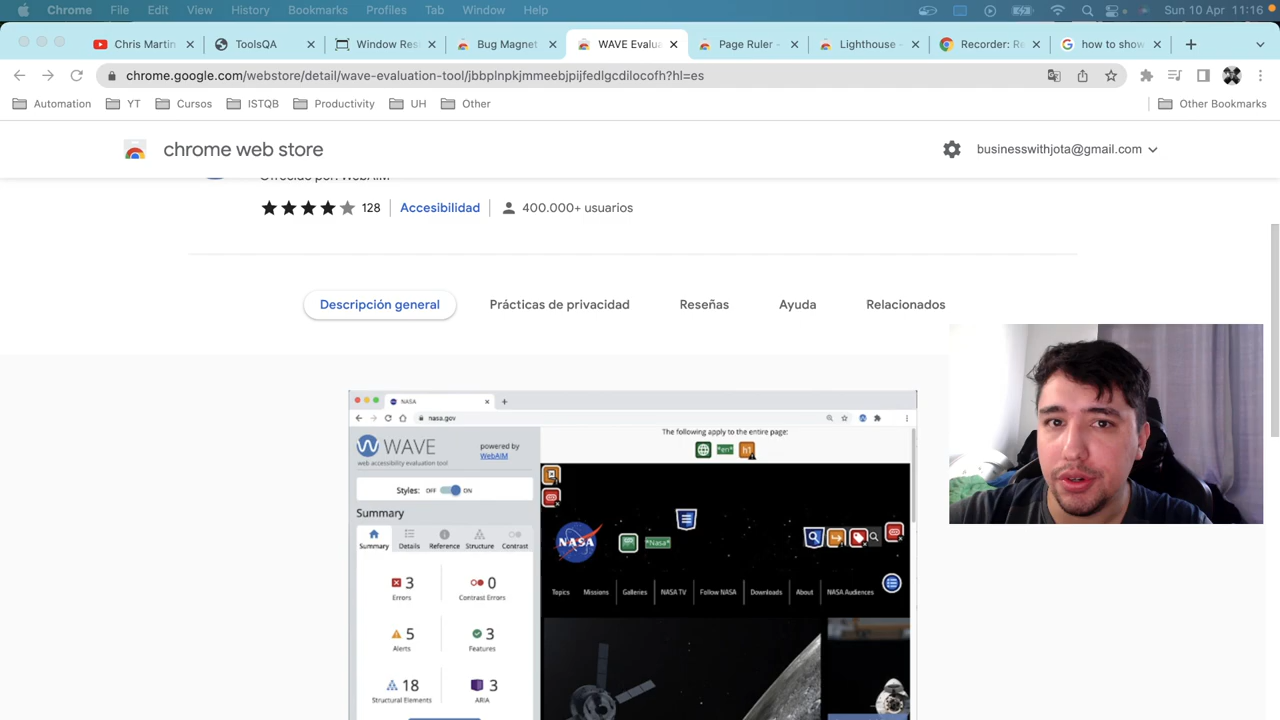 Chrome File Edit View History Bookmarks Profiles Tab Window Help Sun 10 Apr 11:16
Chris Martin ToolsQA Window Res Bug Magnet WAVE Evalu Page Ruler - Lighthouse - Recorder: Re how to show
chrome.google.com/webstore/detail/wave-evaluation-tool/jbbplnpkjmmeebjpijfedlgcdilocofh?hl=es
Automation YT Cursos ISTQB Productivity UH Other Other Bookmarks
chrome web store businesswithjota@gmail.com
Ofrecido por: WebAIM
128 Accesibilidad 400.000+ usuarios
Descripción general Prácticas de privacidad Reseñas Ayuda Relacionados
NASA
nasa.gov
WAVE
web accessibility evaluation tool
powered by
WebAIM
The following apply to the entire page:
"en" h1
Styles: OFF ON
Summary
Summary Details Reference Structure Contrast
3
Errors
0
Contrast Errors
5
Alerts
3
Features
18
Structural Elements
3
ARIA
NASA
*Nasa*
Topics Missions Galleries NASA TV Follow NASA Downloads About NASA Audiences